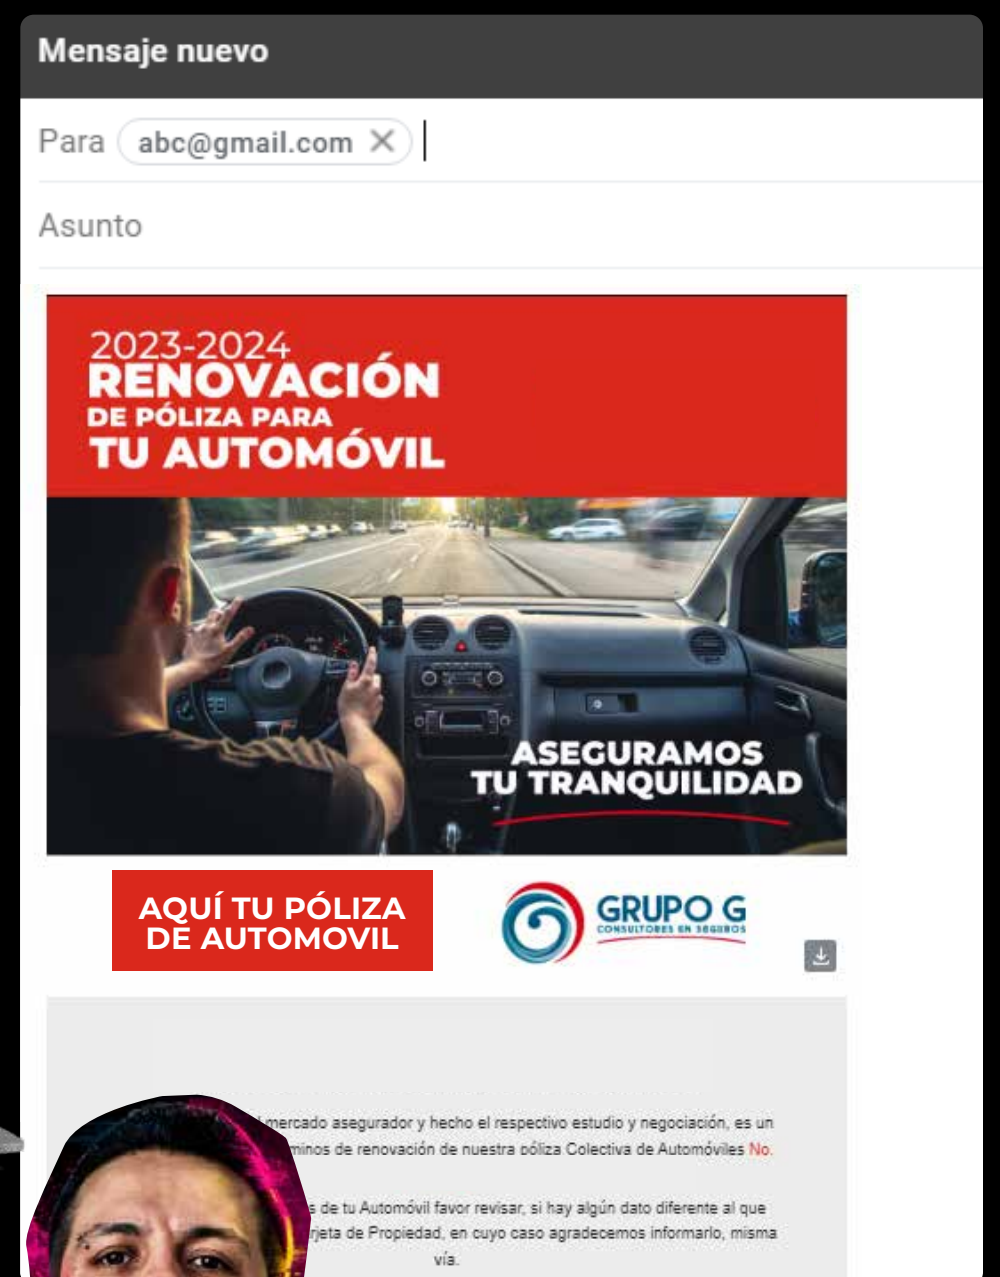 Mensaje nuevo
Para abc@gmail.com
Asunto
2023-2024
RENOVACIÓN
DE PÓLIZA PARA
TU AUTOMÓVIL
ASEGURAMOS
TU TRANQUILIDAD
AQUÍ TU PÓLIZA
DE AUTOMOVIL
GRUPO G
CONSULTORES EN SEGUROS
mercado asegurador y hecho el respectivo estudio y negociación, es un
minos de renovación de nuestra póliza Colectiva de Automóviles No.
s de tu Automóvil favor revisar, si hay algún dato diferente al que
rjeta de Propiedad, en cuyo caso agradecemos informarlo, misma
vía.